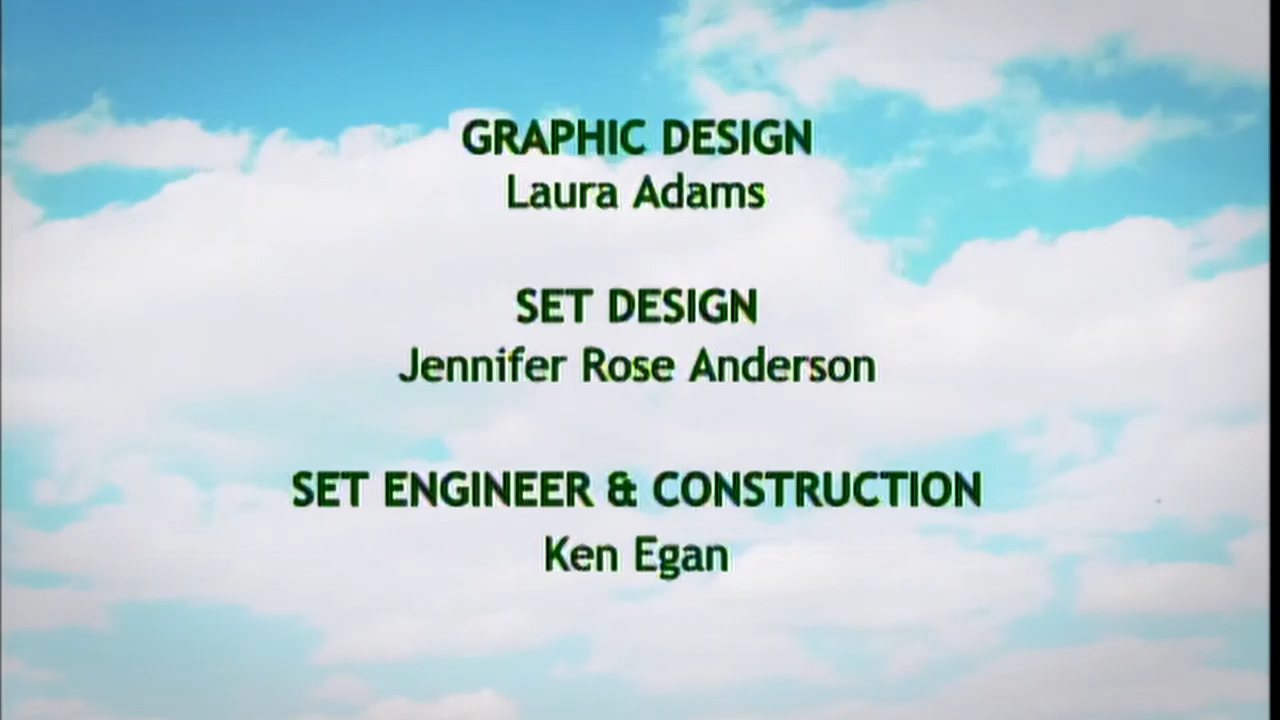 GRAPHIC DESIGN
Laura Adams
SET DESIGN
Jennifer Rose Anderson
SET ENGINEER & CONSTRUCTION
Ken Egan